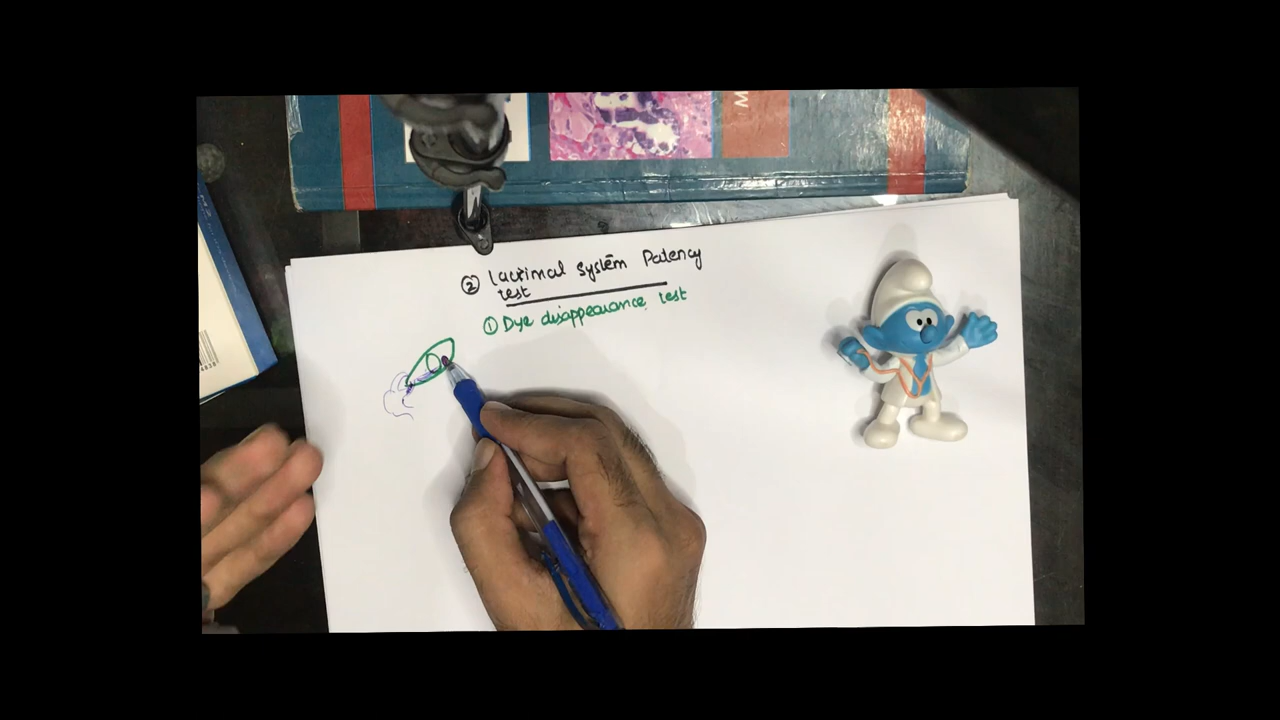 ② Lacrimal system Patency
test
① Dye disappearance test
M